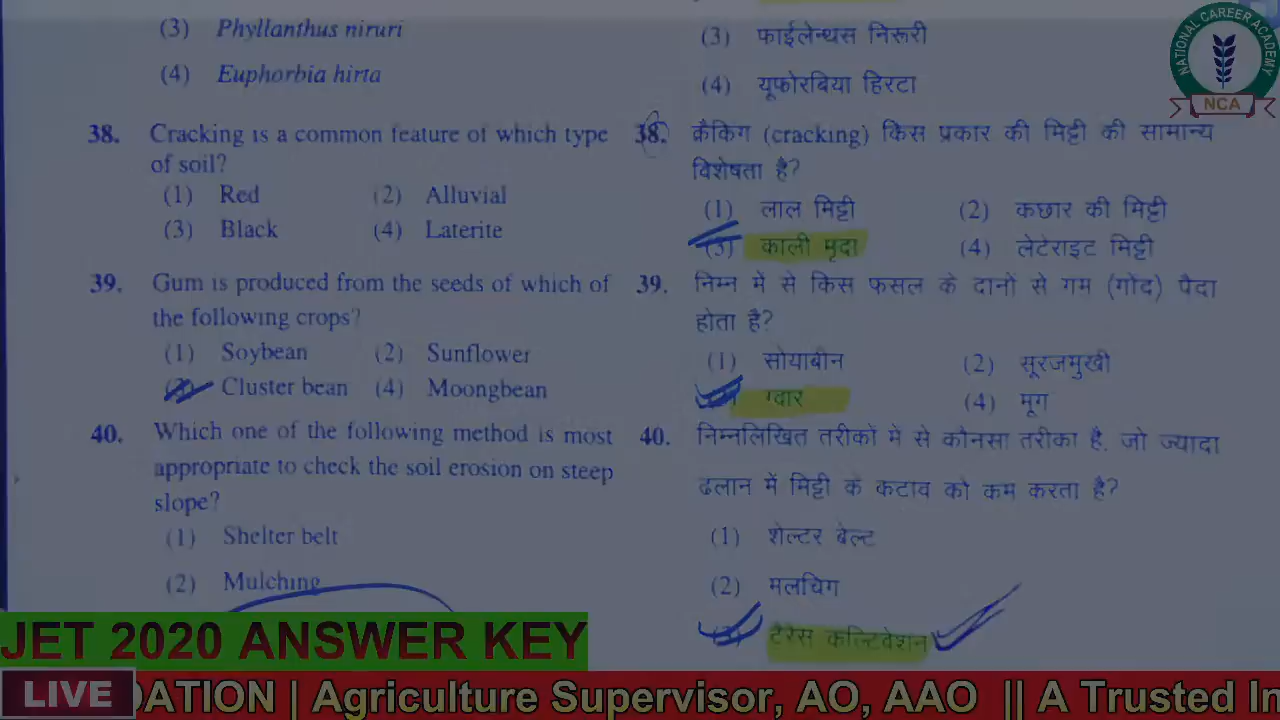 (3) Phyllanthus niruri
(4) Euphorbia hirta
38. Cracking is a common feature of which type
of soil?
(1) Red (2) Alluvial
(3) Black (4) Laterite
39. Gum is produced from the seeds of which of
the following crops?
(1) Soybean (2) Sunflower
(3) Cluster bean (4) Moongbean
40. Which one of the following method is most
appropriate to check the soil erosion on steep
slope?
(1) Shelter belt
(2) Mulching
(3) फाईलेन्थस निरूरी
(4) यूफोरबिया हिरटा
38. क्रैकिंग (cracking) किस प्रकार की मिट्टी की सामान्य
विशेषता है?
(1) लाल मिट्टी (2) कछार की मिट्टी
(3) काली मृदा (4) लेटेराइट मिट्टी
39. निम्न में से किस फसल के दानों से गम (गोंद) पैदा
होता है?
(1) सोयाबीन (2) सूरजमुखी
ग्वार (4) मूग
40. निम्नलिखित तरीकों में से कौनसा तरीका है, जो ज्यादा
ढलान में मिट्टी के कटाव को कम करता है?
(1) शेल्टर बेल्ट
(2) मलचिग
(3) टैरेस कल्टिवेशन
NATIONAL CAREER ACADEMY
NCA
JET 2020 ANSWER KEY
LIVE DATION | Agriculture Supervisor, AO, AAO || A Trusted In